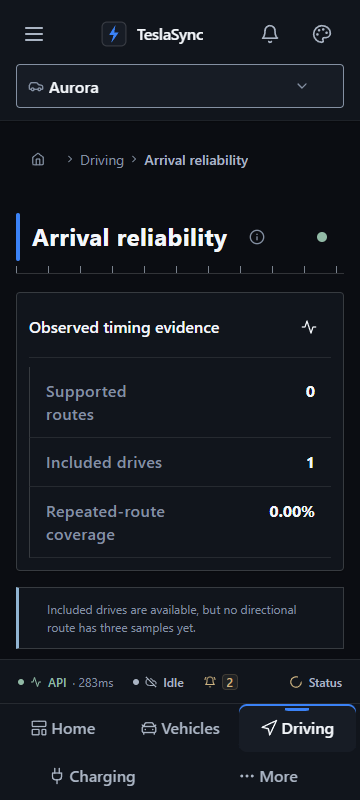 TeslaSync
Aurora
Driving
Arrival reliability
Arrival reliability
Observed timing evidence
Supported routes
0
Included drives
1
Repeated-route coverage
0.00%
Included drives are available, but no directional
route has three samples yet.
API · 283ms
Idle
2
Status
Home
Vehicles
Driving
Charging
More